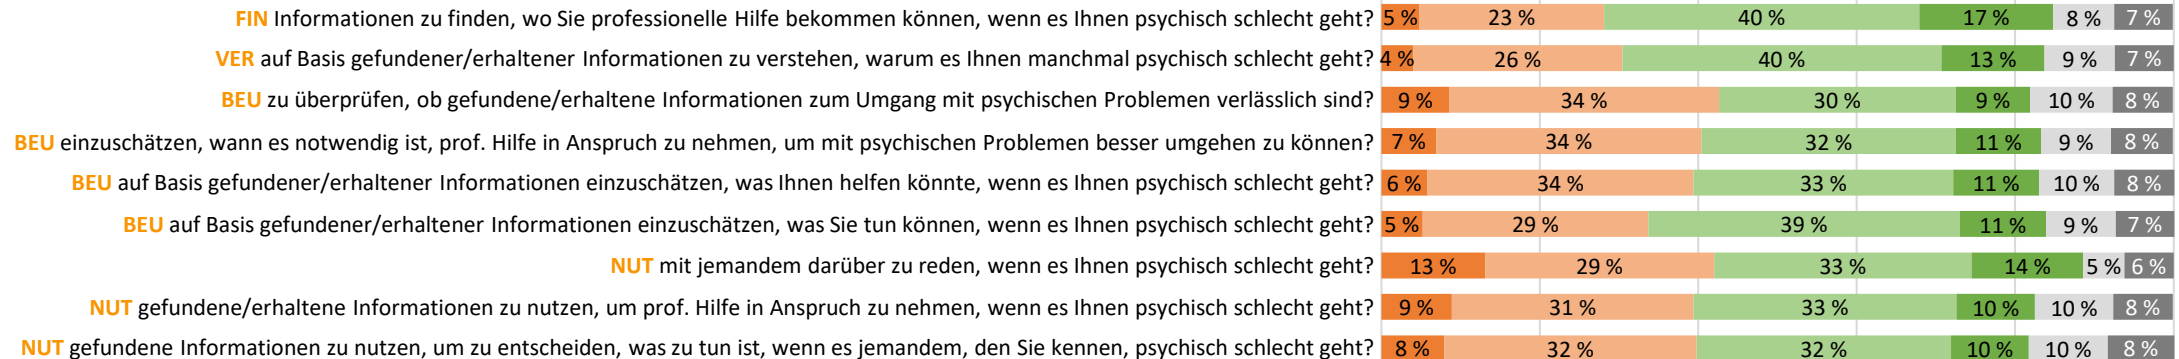 FIN Informationen zu finden, wo Sie professionelle Hilfe bekommen können, wenn es Ihnen psychisch schlecht geht? 5 % 23 % 40 % 17 % 8 % 7 %
VER auf Basis gefundener/erhaltener Informationen zu verstehen, warum es Ihnen manchmal psychisch schlecht geht? 4 % 26 % 40 % 13 % 9 % 7 %
BEU zu überprüfen, ob gefundene/erhaltene Informationen zum Umgang mit psychischen Problemen verlässlich sind? 9 % 34 % 30 % 9 % 10 % 8 %
BEU einzuschätzen, wann es notwendig ist, prof. Hilfe in Anspruch zu nehmen, um mit psychischen Problemen besser umgehen zu können? 7 % 34 % 32 % 11 % 9 % 8 %
BEU auf Basis gefundener/erhaltener Informationen einzuschätzen, was Ihnen helfen könnte, wenn es Ihnen psychisch schlecht geht? 6 % 34 % 33 % 11 % 10 % 8 %
BEU auf Basis gefundener/erhaltener Informationen einzuschätzen, was Sie tun können, wenn es Ihnen psychisch schlecht geht? 5 % 29 % 39 % 11 % 9 % 7 %
NUT mit jemandem darüber zu reden, wenn es Ihnen psychisch schlecht geht? 13 % 29 % 33 % 14 % 5 % 6 %
NUT gefundene/erhaltene Informationen zu nutzen, um prof. Hilfe in Anspruch zu nehmen, wenn es Ihnen psychisch schlecht geht? 9 % 31 % 33 % 10 % 10 % 8 %
NUT gefundene Informationen zu nutzen, um zu entscheiden, was zu tun ist, wenn es jemandem, den Sie kennen, psychisch schlecht geht? 8 % 32 % 32 % 10 % 10 % 8 %